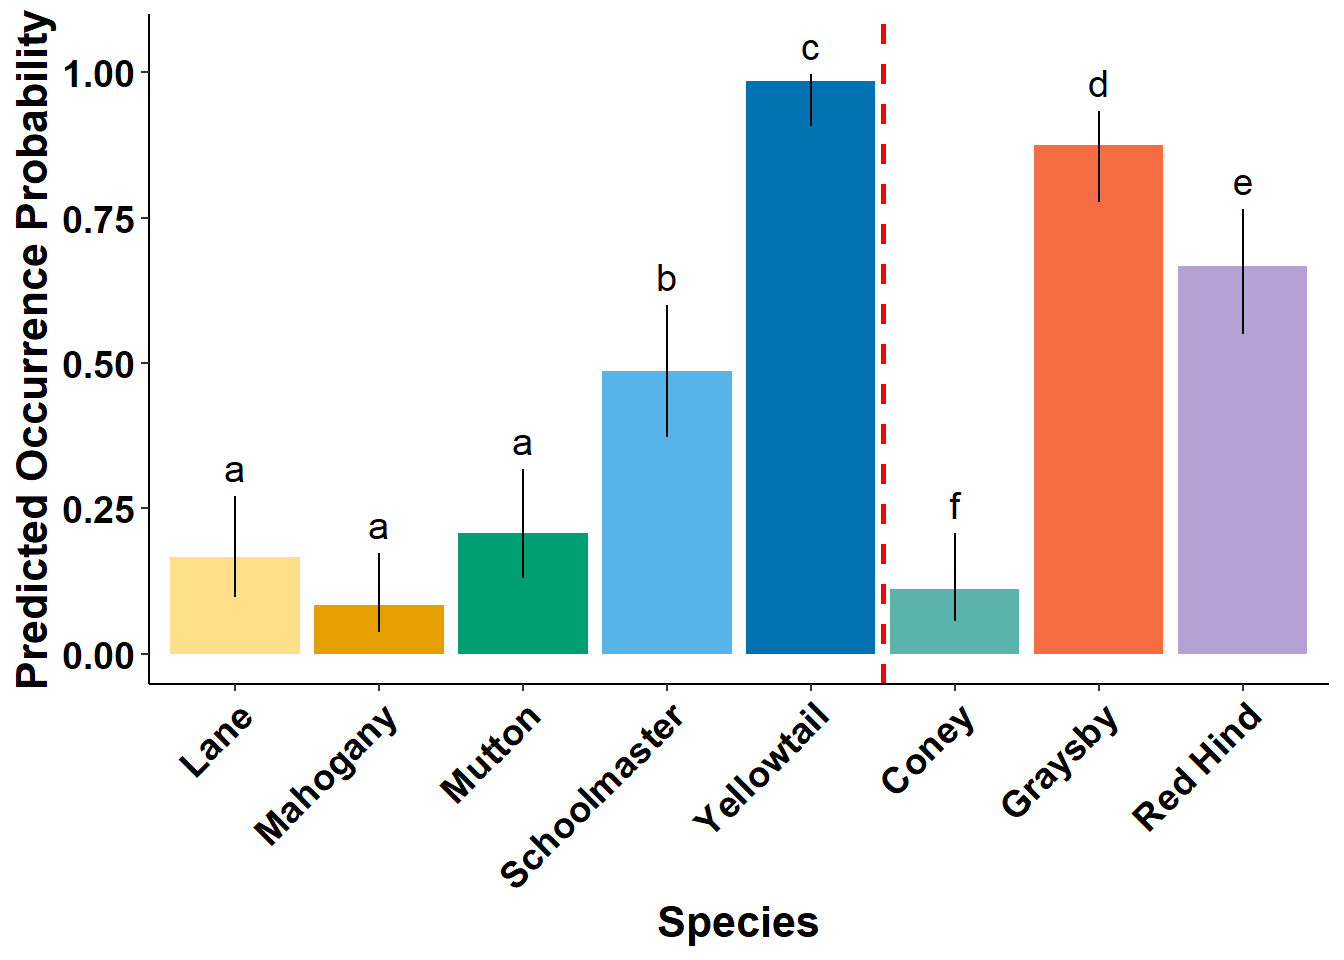 Predicted Occurrence Probability
1.00
0.75
0.50
0.25
0.00
a
a
a
b
c
f
d
e
Lane
Mahogany
Mutton
Schoolmaster
Yellowtail
Coney
Graysby
Red Hind
Species